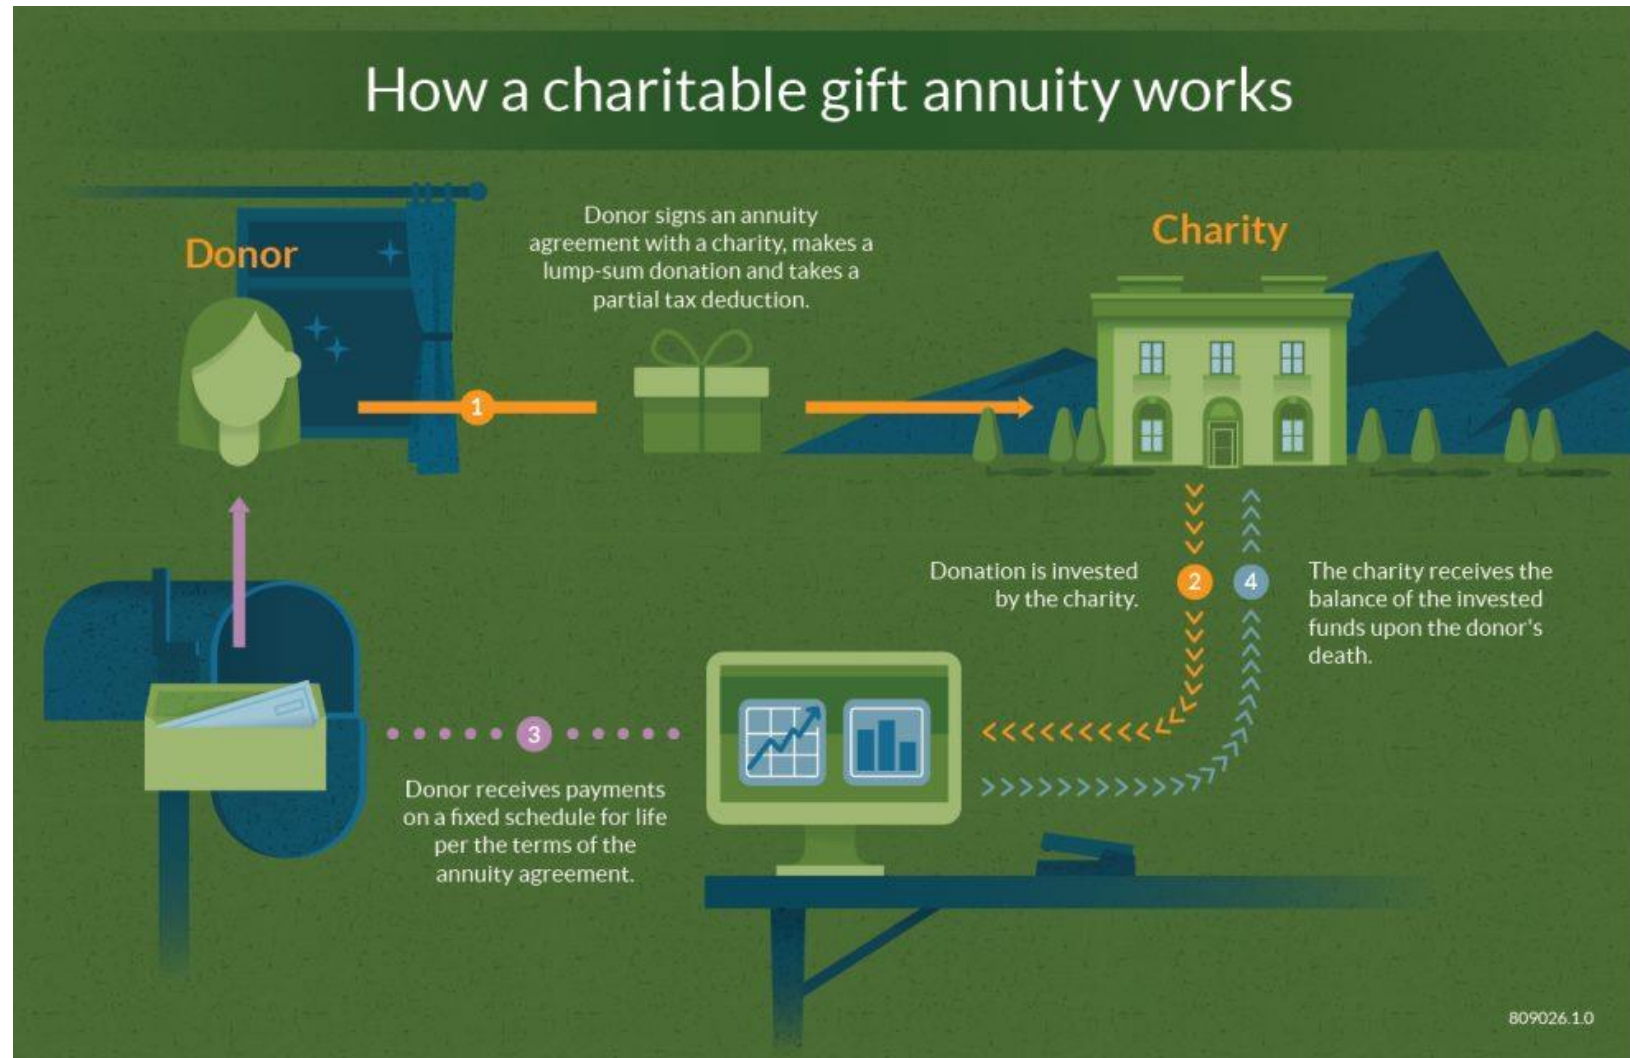 How a charitable gift annuity works
Donor
Donor signs an annuity
agreement with a charity, makes a
lump-sum donation and takes a
partial tax deduction.
Charity
1
Donation is invested
by the charity.
2
4
The charity receives the
balance of the invested
funds upon the donor's
death.
3
Donor receives payments
on a fixed schedule for life
per the terms of the
annuity agreement.
809026.1.0